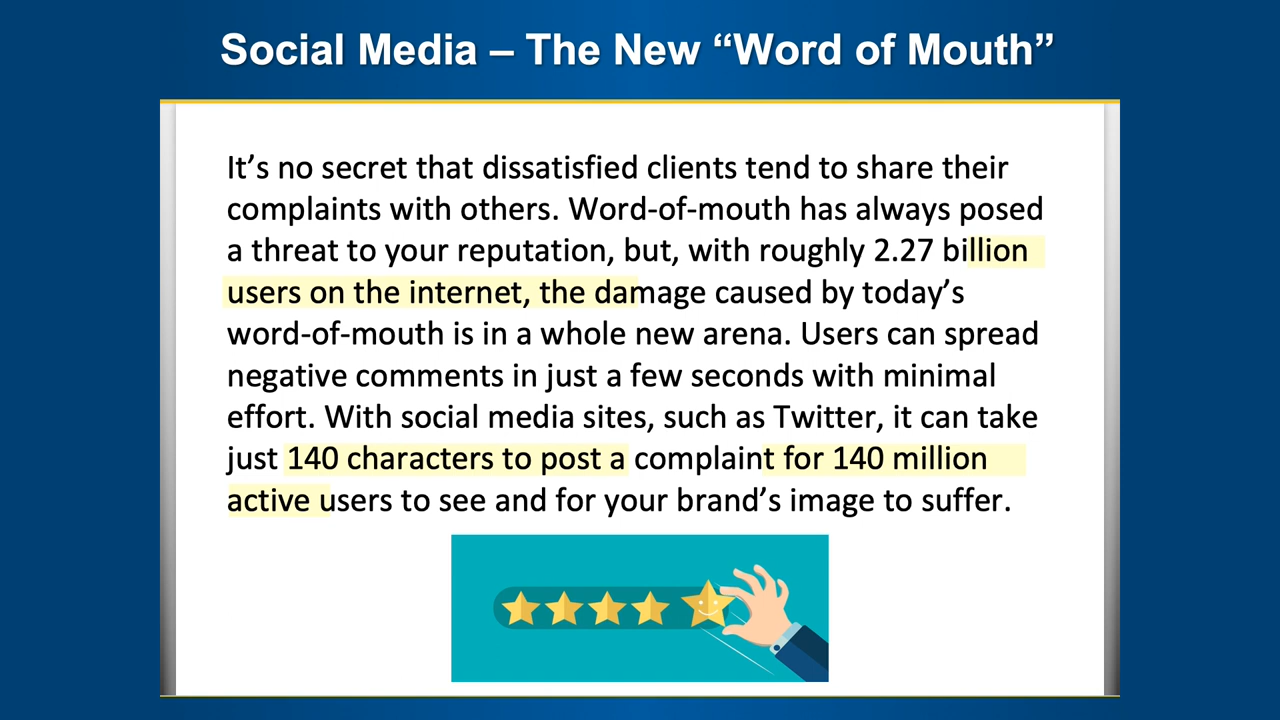 Social Media – The New “Word of Mouth”
It’s no secret that dissatisfied clients tend to share their
complaints with others. Word-of-mouth has always posed
a threat to your reputation, but, with roughly 2.27 billion
users on the internet, the damage caused by today’s
word-of-mouth is in a whole new arena. Users can spread
negative comments in just a few seconds with minimal
effort. With social media sites, such as Twitter, it can take
just 140 characters to post a complaint for 140 million
active users to see and for your brand’s image to suffer.